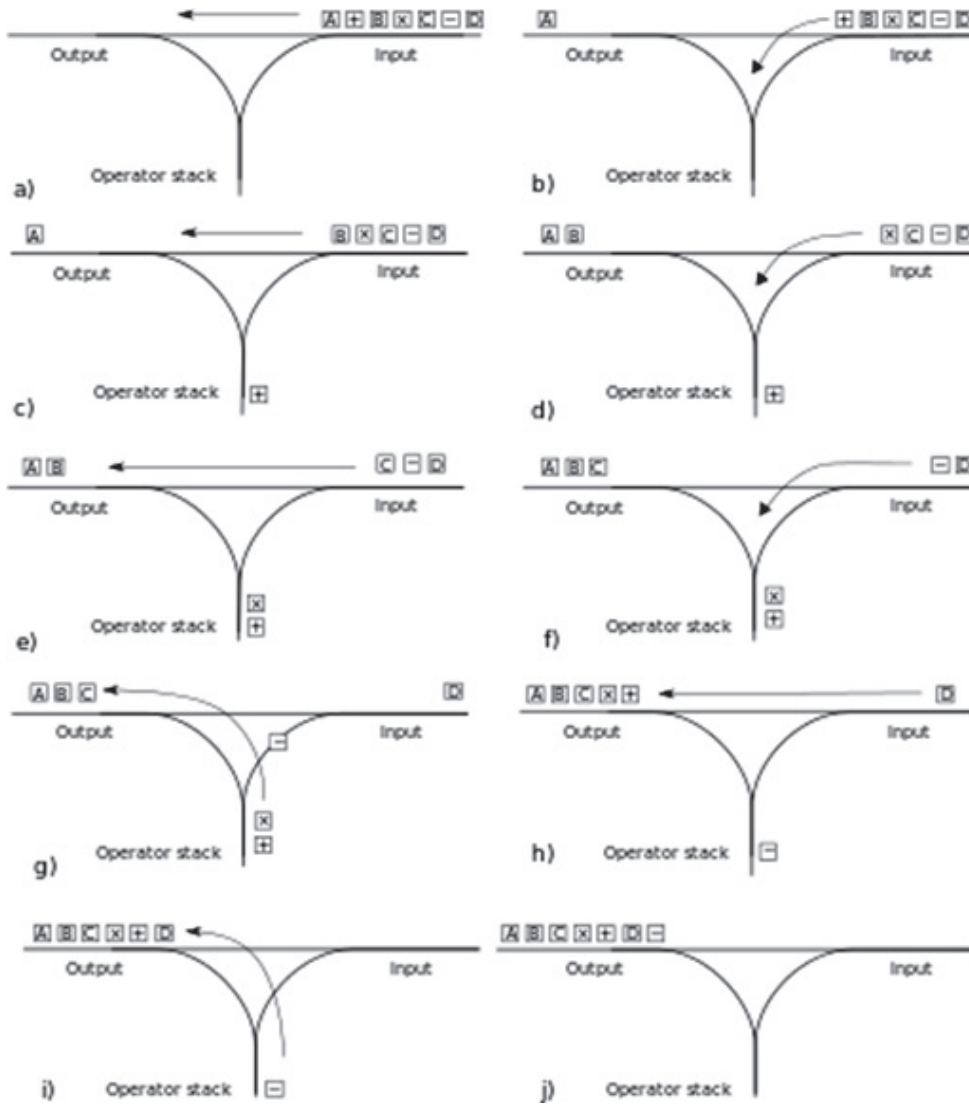 A + B × C − D
Output Input
Operator stack
a)
A + B × C − D
Output Input
Operator stack
b)
A B × C − D
Output Input
Operator stack
+
c)
A B × C − D
Output Input
Operator stack
+
d)
A B C − D
Output Input
×
Operator stack
+
e)
A B C − D
Output Input
×
Operator stack
+
f)
A B C D
Output Input
−
×
+
Operator stack
g)
A B C × + D
Output Input
Operator stack
−
h)
A B C × + D
Output Input
Operator stack
−
i)
A B C × + D −
Output Input
Operator stack
j)